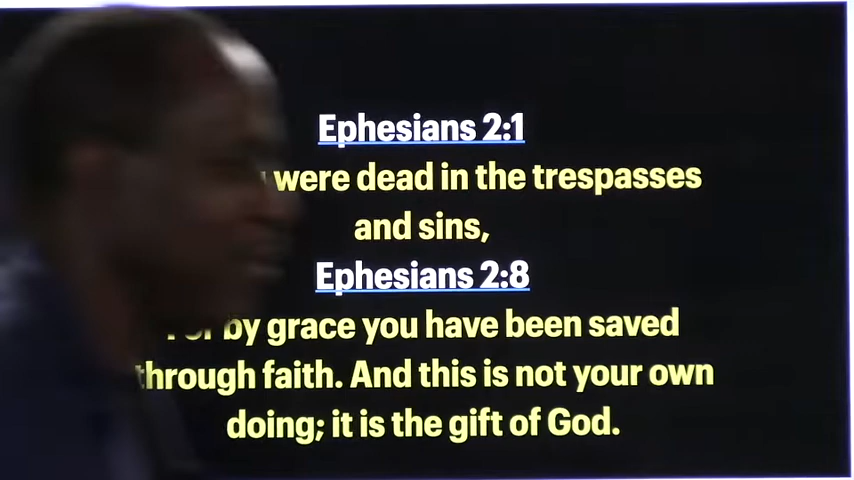 Ephesians 2:1
were dead in the trespasses
and sins,
Ephesians 2:8
For by grace you have been saved
through faith. And this is not your own
doing; it is the gift of God.